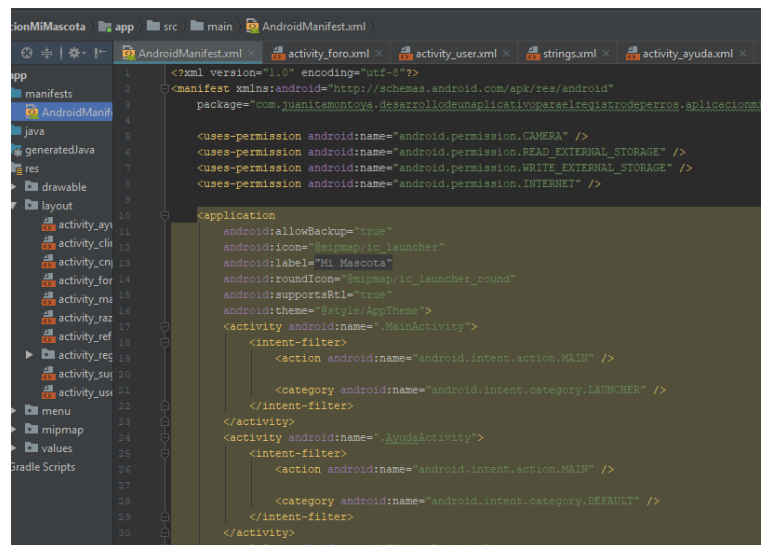 cionMiMascota app src main AndroidManifest.xml
AndroidManifest.xml activity_foro.xml activity_user.xml strings.xml activity_ayuda.xml
app
manifests
AndroidManif
java
generatedJava
res
drawable
layout
activity_ayu
activity_clin
activity_cnp
activity_for
activity_ma
activity_raz
activity_ref
activity_reg
activity_sug
activity_use
menu
mipmap
values
Gradle Scripts
1 <?xml version="1.0" encoding="utf-8"?>
2 <manifest xmlns:android="http://schemas.android.com/apk/res/android"
3 package="com.juanitamontoya.desarrollodeunaplicativoparaelregistrodeperros.aplicacionmi
4
5 <uses-permission android:name="android.permission.CAMERA" />
6 <uses-permission android:name="android.permission.READ_EXTERNAL_STORAGE" />
7 <uses-permission android:name="android.permission.WRITE_EXTERNAL_STORAGE" />
8 <uses-permission android:name="android.permission.INTERNET" />
9
10 <application
11 android:allowBackup="true"
12 android:icon="@mipmap/ic_launcher"
13 android:label="Mi Mascota"
14 android:roundIcon="@mipmap/ic_launcher_round"
15 android:supportsRtl="true"
16 android:theme="@style/AppTheme">
17 <activity android:name=".MainActivity">
18 <intent-filter>
19 <action android:name="android.intent.action.MAIN" />
20
21 <category android:name="android.intent.category.LAUNCHER" />
22 </intent-filter>
23 </activity>
24 <activity android:name=".AyudaActivity">
25 <intent-filter>
26 <action android:name="android.intent.action.MAIN" />
27
28 <category android:name="android.intent.category.DEFAULT" />
29 </intent-filter>
30 </activity>